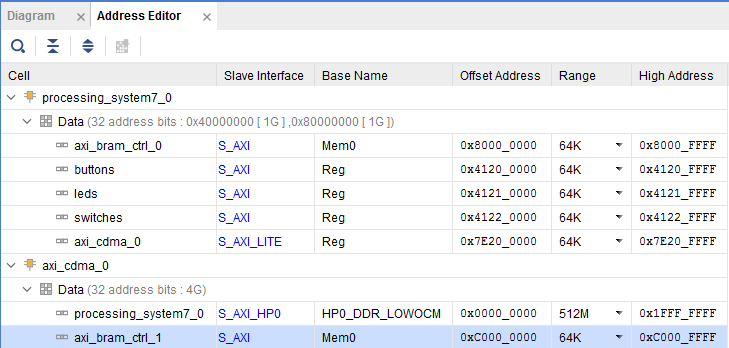 Diagram × Address Editor ×
Cell Slave Interface Base Name Offset Address Range High Address
processing_system7_0
Data (32 address bits : 0x40000000 [ 1G ] ,0x80000000 [ 1G ])
axi_bram_ctrl_0 S_AXI Mem0 0x8000_0000 64K 0x8000_FFFF
buttons S_AXI Reg 0x4120_0000 64K 0x4120_FFFF
leds S_AXI Reg 0x4121_0000 64K 0x4121_FFFF
switches S_AXI Reg 0x4122_0000 64K 0x4122_FFFF
axi_cdma_0 S_AXI_LITE Reg 0x7E20_0000 64K 0x7E20_FFFF
axi_cdma_0
Data (32 address bits : 4G)
processing_system7_0 S_AXI_HP0 HP0_DDR_LOWOCM 0x0000_0000 512M 0x1FFF_FFFF
axi_bram_ctrl_1 S_AXI Mem0 0xC000_0000 64K 0xC000_FFFF